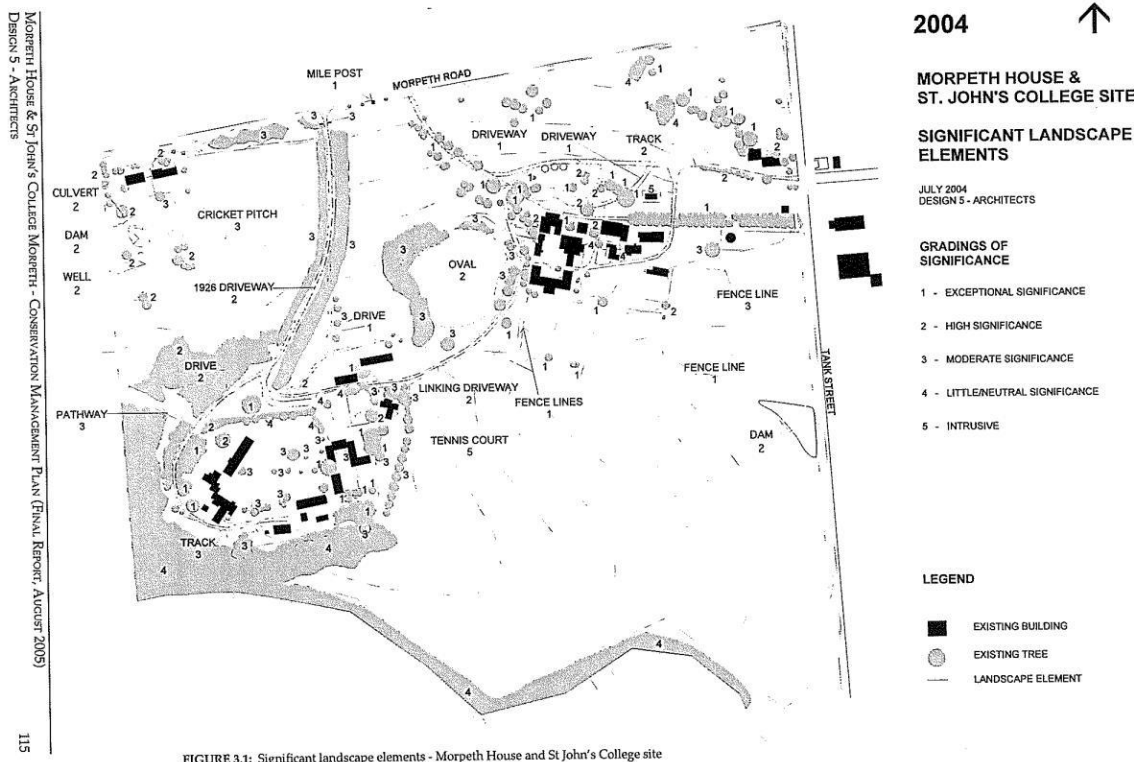 2004
MORPETH HOUSE &
ST. JOHN'S COLLEGE SITE
SIGNIFICANT LANDSCAPE
ELEMENTS
JULY 2004
DESIGN 5 - ARCHITECTS
GRADINGS OF
SIGNIFICANCE
1 - EXCEPTIONAL SIGNIFICANCE
2 - HIGH SIGNIFICANCE
3 - MODERATE SIGNIFICANCE
4 - LITTLE/NEUTRAL SIGNIFICANCE
5 - INTRUSIVE
LEGEND
EXISTING BUILDING
EXISTING TREE
LANDSCAPE ELEMENT
MILE POST
1
MORPETH ROAD
DRIVEWAY
1
DRIVEWAY
1
TRACK
2
CULVERT
2
DAM
2
WELL
2
CRICKET PITCH
3
OVAL
2
1926 DRIVEWAY
2
DRIVE
1
FENCE LINE
3
DRIVE
2
LINKING DRIVEWAY
2
FENCE LINES
1
FENCE LINE
1
TANK STREET
PATHWAY
3
TENNIS COURT
5
DAM
2
TRACK
3
FIGURE 3.1: Significant landscape elements - Morpeth House and St John's College site
MORPETH HOUSE & ST JOHN'S COLLEGE MORPETH - CONSERVATION MANAGEMENT PLAN (FINAL REPORT, AUGUST 2005)
DESIGN 5 - ARCHITECTS
115